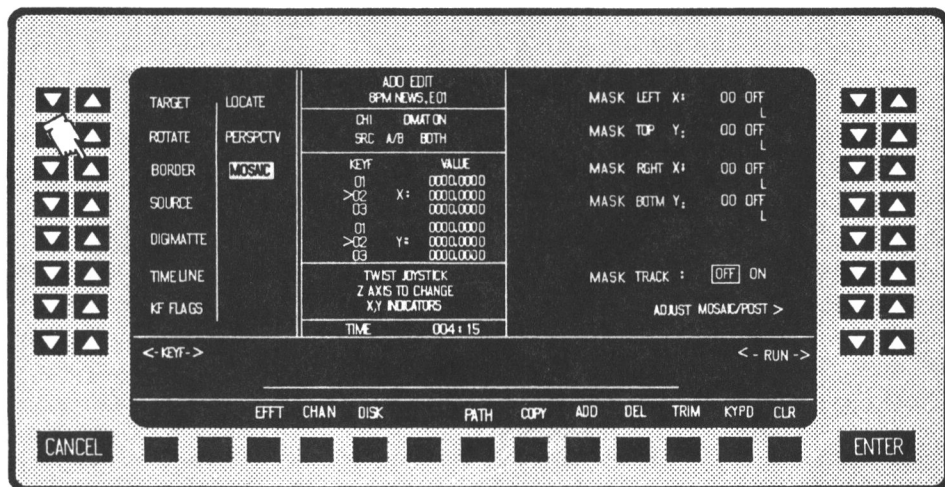 TARGET LOCATE
ROTATE PERSPCTV
BORDER MOSAIC
SOURCE
DIGIMATTE
TIMELINE
KF FLAGS
ADD EDIT
8PM NEWS.E01
CH1 DMAT ON
SRC A/B BOTH
KEYF VALUE
01 0000.0000
>02 X: 0000.0000
03 0000.0000
01 0000.0000
>02 Y: 0000.0000
03 0000.0000
TWIST JOYSTICK
Z AXIS TO CHANGE
X,Y INDICATORS
TIME 004:15
MASK LEFT X: 00 OFF
L
MASK TOP Y: 00 OFF
L
MASK RGHT X: 00 OFF
L
MASK BOTM Y: 00 OFF
L
MASK TRACK : OFF ON
ADJUST MOSAIC/POST >
<- KEYF->
<- RUN ->
EFFT CHAN DISK PATH COPY ADD DEL TRIM KYPD CLR
CANCEL ENTER